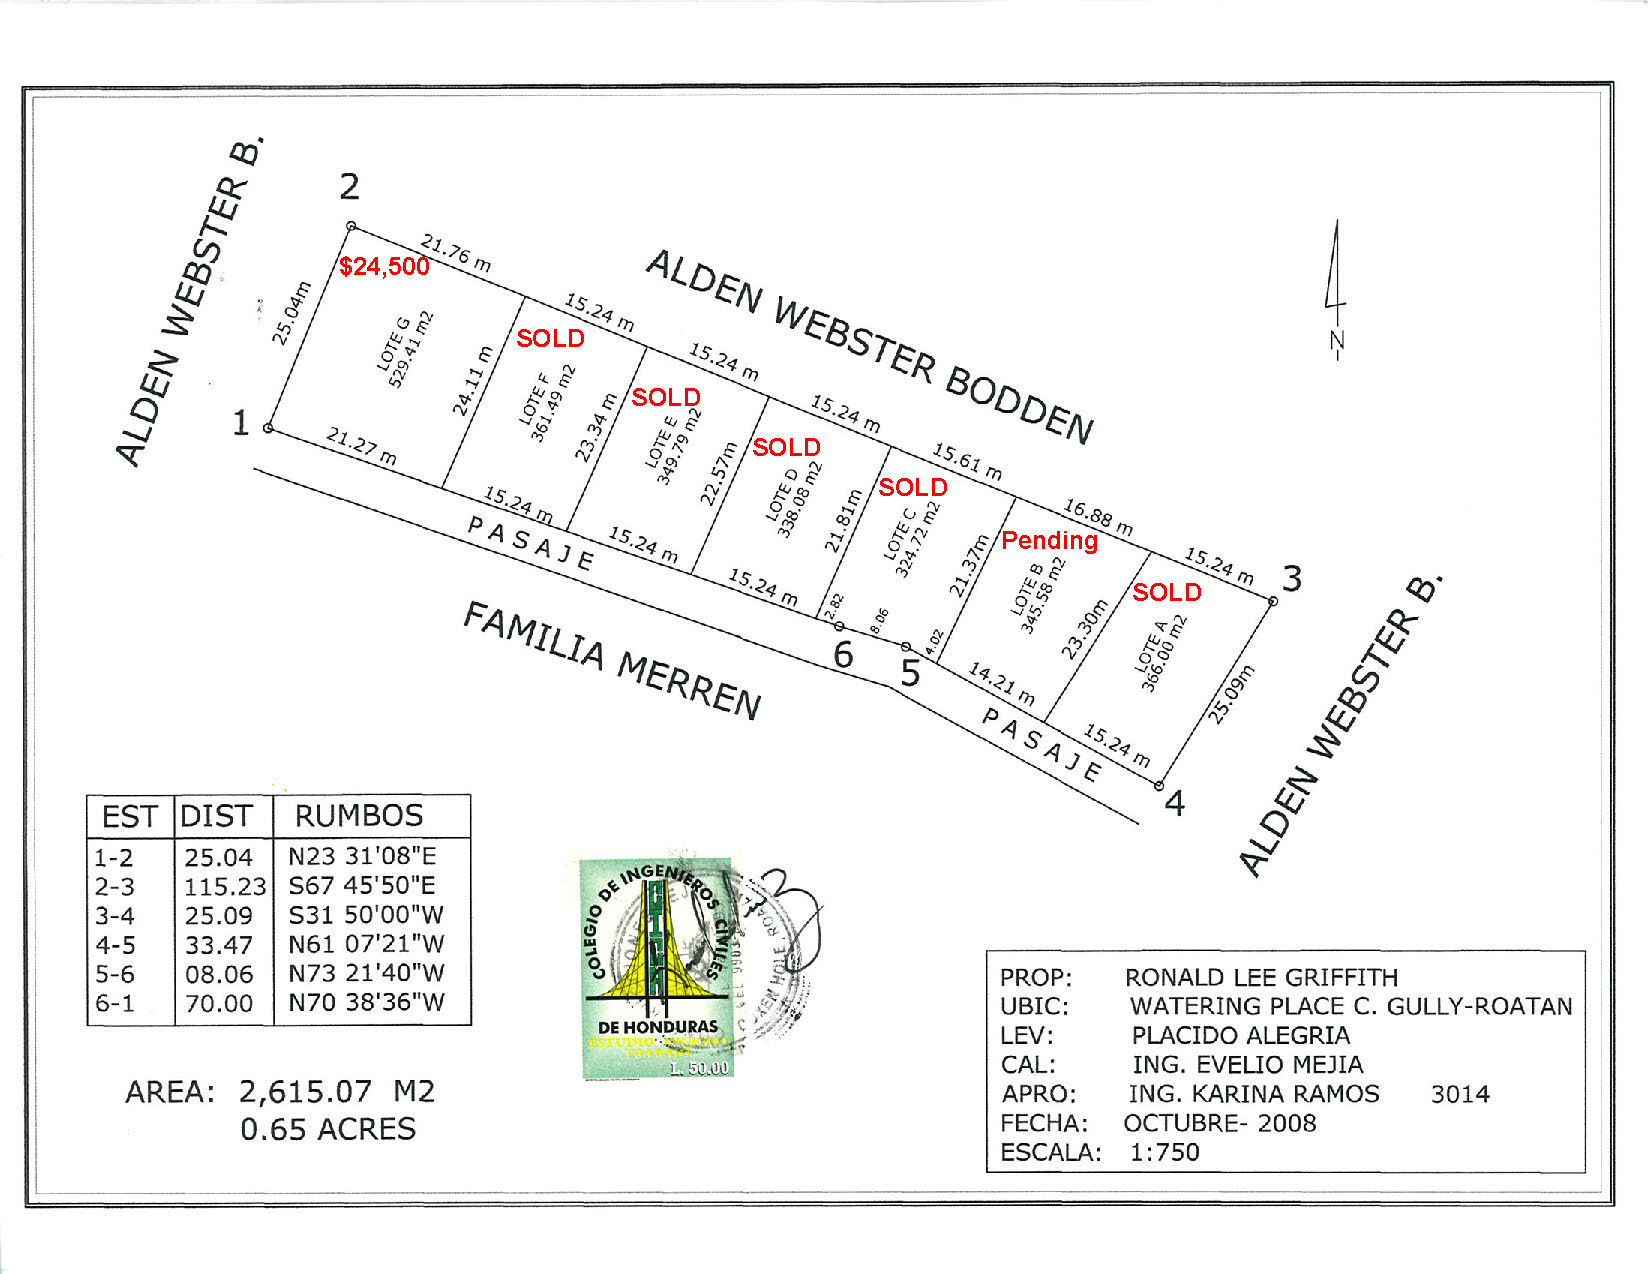 ALDEN WEBSTER B.
2
21.76 m
$24,500
25.04m
LOTE G
529.41 m2
1
21.27 m
24.11 m
15.24 m
SOLD
LOTE F
361.49 m2
15.24 m
23.34 m
15.24 m
SOLD
LOTE E
349.79 m2
15.24 m
22.57m
15.24 m
SOLD
LOTE D
338.08 m2
15.24 m
21.81m
15.61 m
SOLD
LOTE C
324.72 m2
2.82
8.06
4.02
21.37m
16.88 m
Pending
LOTE B
345.58 m2
14.21 m
23.30m
15.24 m
SOLD
LOTE A
366.00 m2
15.24 m
25.09m
3
4
5
6
ALDEN WEBSTER BODDEN
N
PASAJE
FAMILIA MERREN
PASAJE
ALDEN WEBSTER B.
EST DIST RUMBOS
1-2 25.04 N23 31'08"E
2-3 115.23 S67 45'50"E
3-4 25.09 S31 50'00"W
4-5 33.47 N61 07'21"W
5-6 08.06 N73 21'40"W
6-1 70.00 N70 38'36"W
AREA: 2,615.07 M2
0.65 ACRES
COLEGIO DE INGENIEROS CIVILES
DE HONDURAS
ESTUDIO INGENIO
TRABAJO
L. 50.00
PROP: RONALD LEE GRIFFITH
UBIC: WATERING PLACE C. GULLY-ROATAN
LEV: PLACIDO ALEGRIA
CAL: ING. EVELIO MEJIA
APRO: ING. KARINA RAMOS 3014
FECHA: OCTUBRE- 2008
ESCALA: 1:750